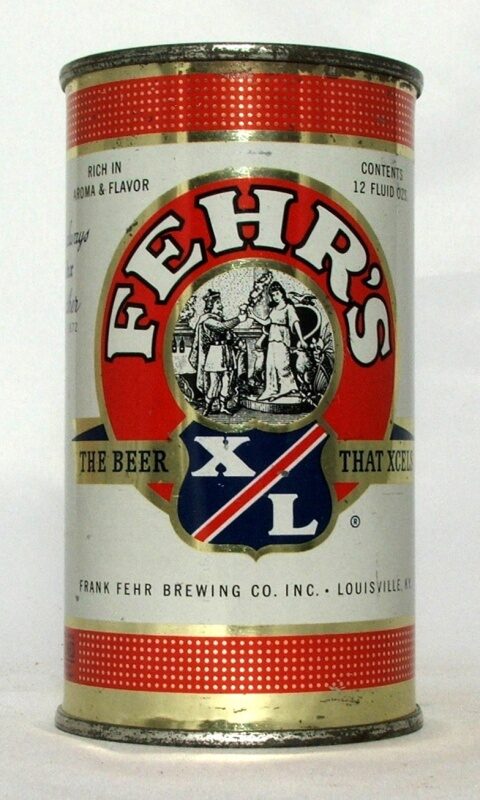 RICH IN
AROMA & FLAVOR
CONTENTS
12 FLUID OZS.
FEHR'S
THE BEER
X
L
THAT XCELS
®
FRANK FEHR BREWING CO. INC. • LOUISVILLE, KY.